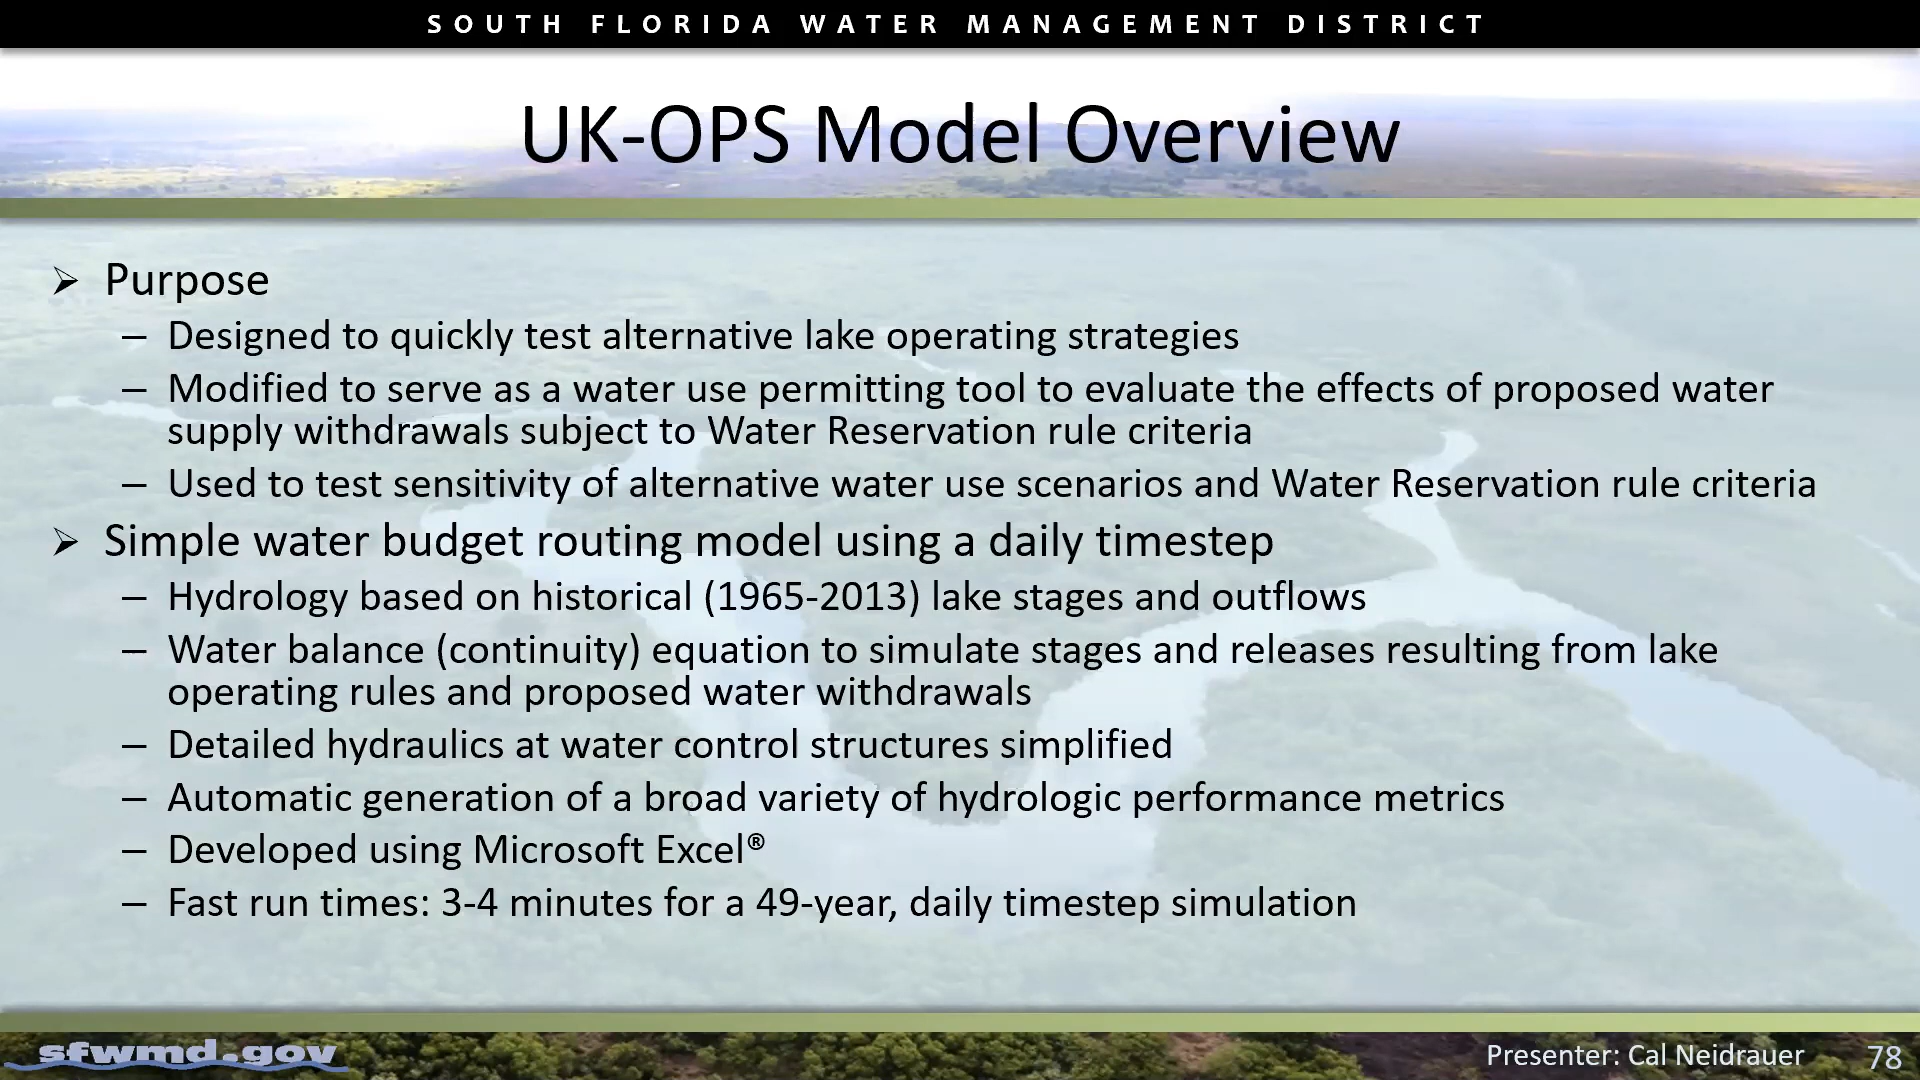 SOUTH FLORIDA WATER MANAGEMENT DISTRICT
UK-OPS Model Overview
➢ Purpose
– Designed to quickly test alternative lake operating strategies
– Modified to serve as a water use permitting tool to evaluate the effects of proposed water
supply withdrawals subject to Water Reservation rule criteria
– Used to test sensitivity of alternative water use scenarios and Water Reservation rule criteria
➢ Simple water budget routing model using a daily timestep
– Hydrology based on historical (1965-2013) lake stages and outflows
– Water balance (continuity) equation to simulate stages and releases resulting from lake
operating rules and proposed water withdrawals
– Detailed hydraulics at water control structures simplified
– Automatic generation of a broad variety of hydrologic performance metrics
– Developed using Microsoft Excel®
– Fast run times: 3-4 minutes for a 49-year, daily timestep simulation
sfwmd.gov
Presenter: Cal Neidrauer
78